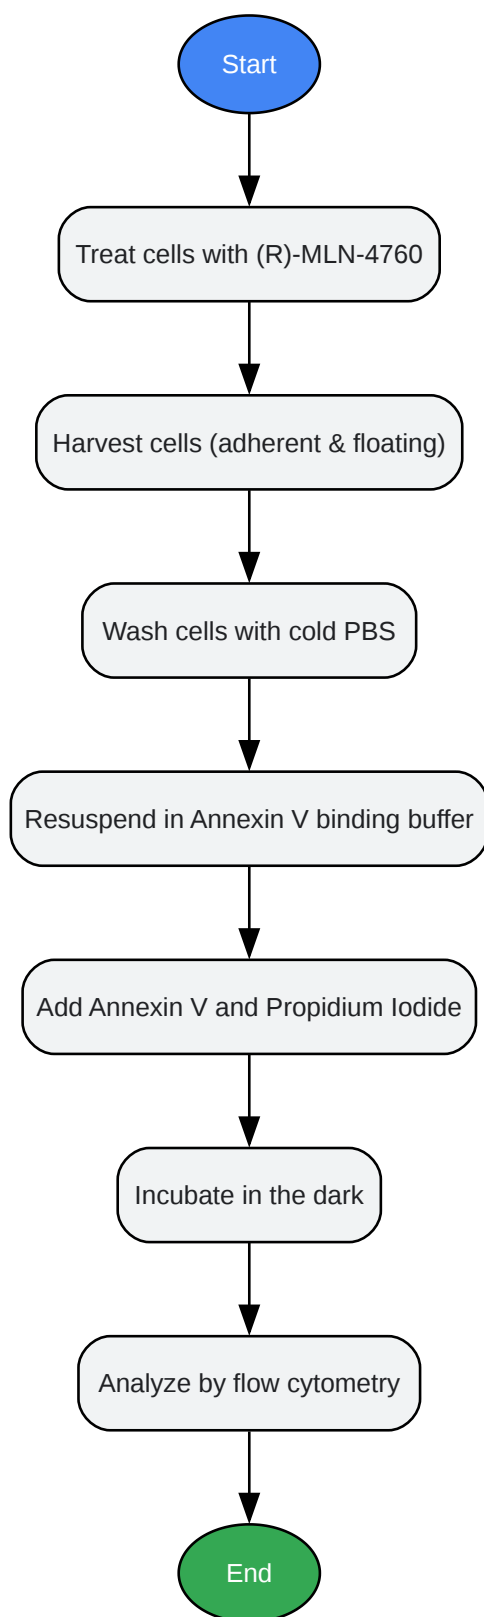 Start
Treat cells with (R)-MLN-4760
Harvest cells (adherent & floating)
Wash cells with cold PBS
Resuspend in Annexin V binding buffer
Add Annexin V and Propidium Iodide
Incubate in the dark
Analyze by flow cytometry
End